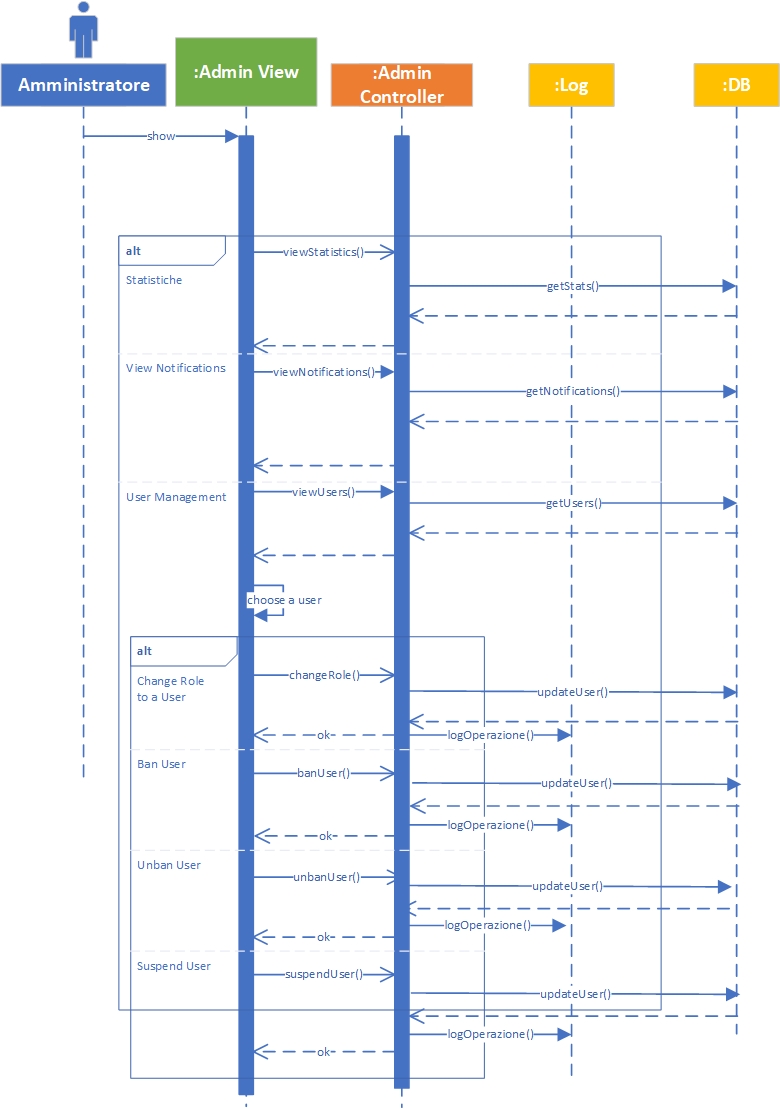 Amministratore
:Admin View
:Admin
Controller
:Log
:DB
show
alt
viewStatistics()
Statistiche
getStats()
View Notifications
viewNotifications()
getNotifications()
User Management
viewUsers()
getUsers()
choose a user
alt
changeRole()
Change Role
to a User
updateUser()
ok
logOperazione()
Ban User
banUser()
updateUser()
logOperazione()
ok
Unban User
unbanUser()
updateUser()
logOperazione()
ok
Suspend User
suspendUser()
updateUser()
logOperazione()
ok